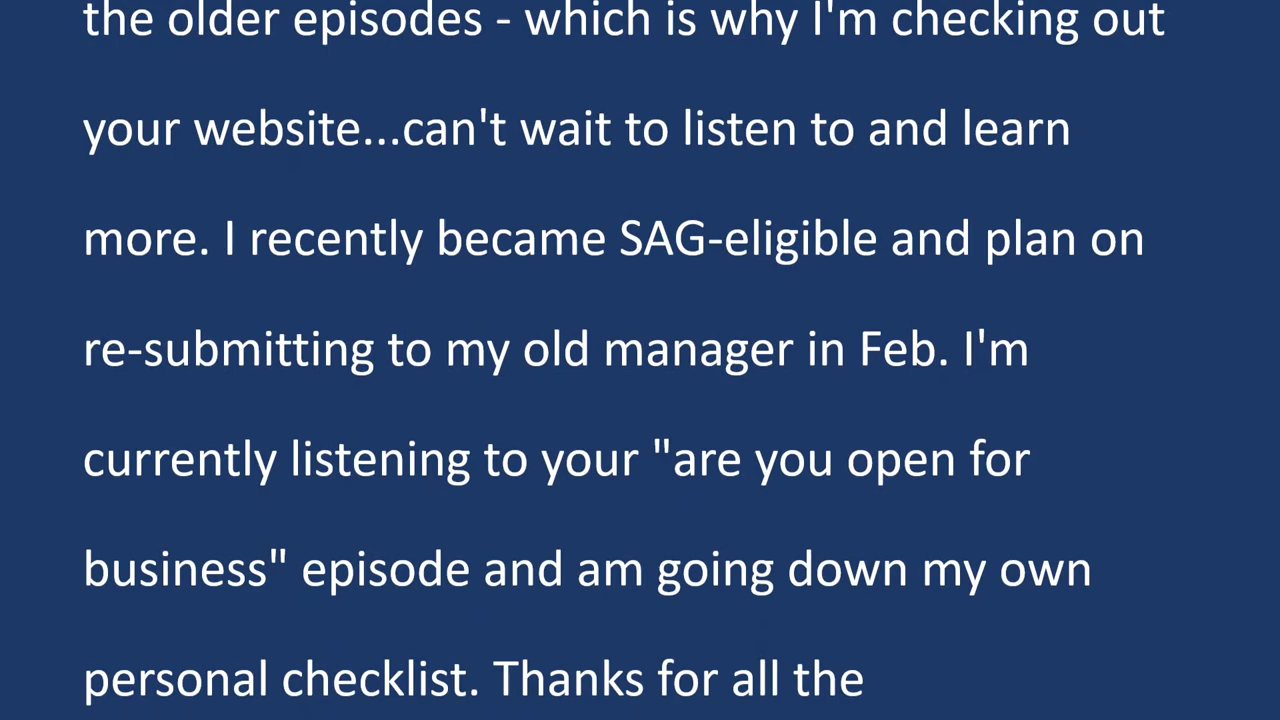 the older episodes - which is why I'm checking out
your website...can't wait to listen to and learn
more. I recently became SAG-eligible and plan on
re-submitting to my old manager in Feb. I'm
currently listening to your "are you open for
business" episode and am going down my own
personal checklist. Thanks for all the